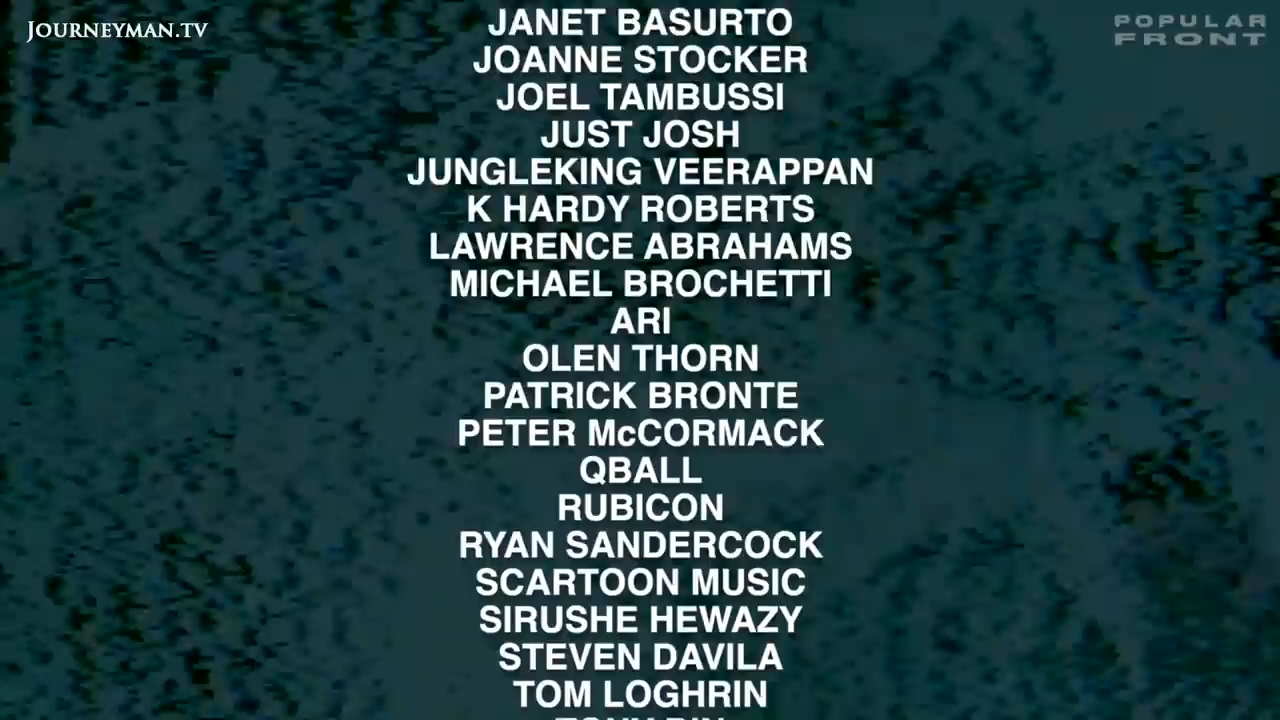 JOURNEYMAN.TV
POPULAR
FRONT
JANET BASURTO
JOANNE STOCKER
JOEL TAMBUSSI
JUST JOSH
JUNGLEKING VEERAPPAN
K HARDY ROBERTS
LAWRENCE ABRAHAMS
MICHAEL BROCHETTI
ARI
OLEN THORN
PATRICK BRONTE
PETER McCORMACK
QBALL
RUBICON
RYAN SANDERCOCK
SCARTOON MUSIC
SIRUSHE HEWAZY
STEVEN DAVILA
TOM LOGHRIN